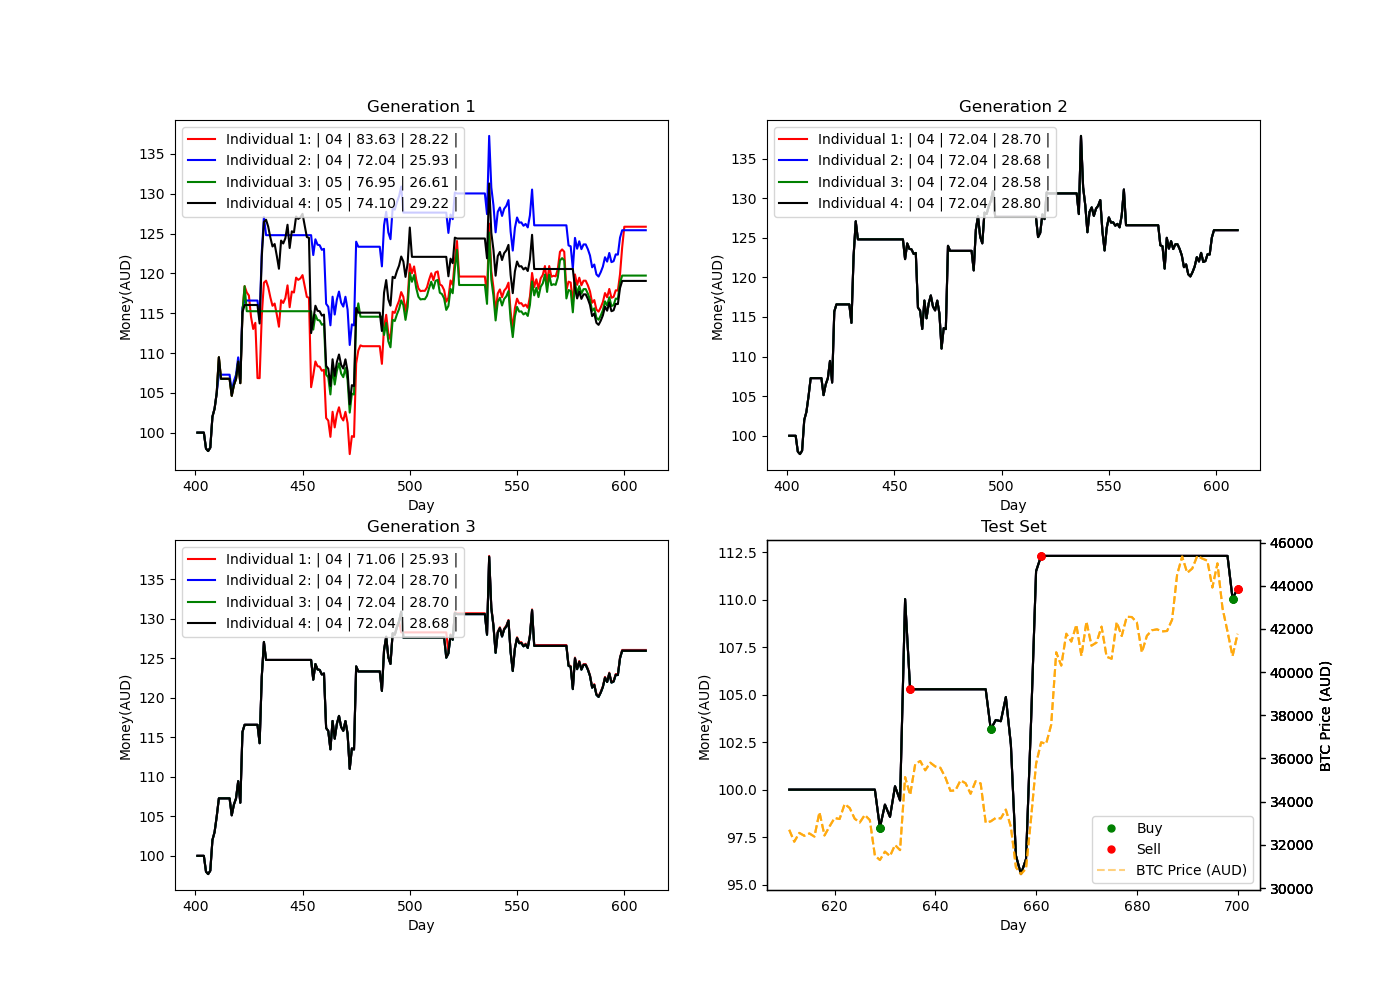 Generation 1
Individual 1: | 04 | 83.63 | 28.22 |
Individual 2: | 04 | 72.04 | 25.93 |
Individual 3: | 05 | 76.95 | 26.61 |
Individual 4: | 05 | 74.10 | 29.22 |
135
130
125
120
115
110
105
100
Money(AUD)
400 450 500 550 600
Day
Generation 2
Individual 1: | 04 | 72.04 | 28.70 |
Individual 2: | 04 | 72.04 | 28.68 |
Individual 3: | 04 | 72.04 | 28.58 |
Individual 4: | 04 | 72.04 | 28.80 |
135
130
125
120
115
110
105
100
Money(AUD)
400 450 500 550 600
Day
Generation 3
Individual 1: | 04 | 71.06 | 25.93 |
Individual 2: | 04 | 72.04 | 28.70 |
Individual 3: | 04 | 72.04 | 28.70 |
Individual 4: | 04 | 72.04 | 28.68 |
135
130
125
120
115
110
105
100
Money(AUD)
400 450 500 550 600
Day
Test Set
112.5
110.0
107.5
105.0
102.5
100.0
97.5
95.0
Money(AUD)
46000
44000
42000
40000
38000
36000
34000
32000
30000
BTC Price (AUD)
Buy
Sell
BTC Price (AUD)
620 640 660 680 700
Day